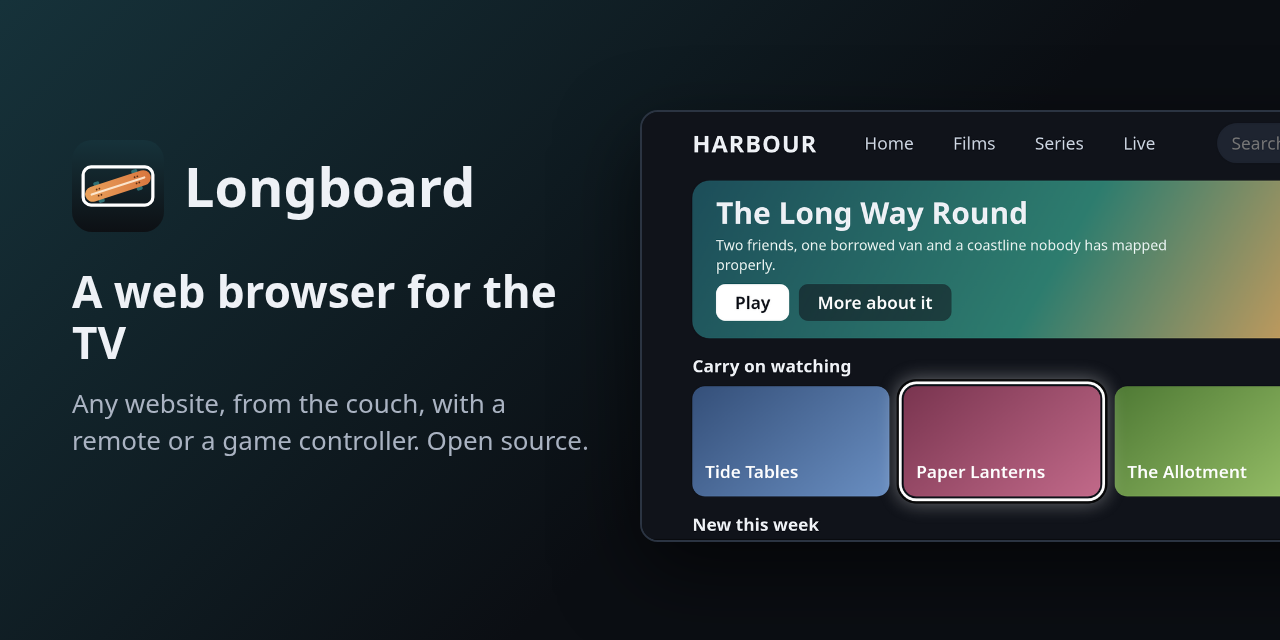 Longboard
A web browser for the
TV
Any website, from the couch, with a
remote or a game controller. Open source.
HARBOUR Home Films Series Live Search
The Long Way Round
Two friends, one borrowed van and a coastline nobody has mapped
properly.
Play More about it
Carry on watching
Tide Tables Paper Lanterns The Allotment
New this week